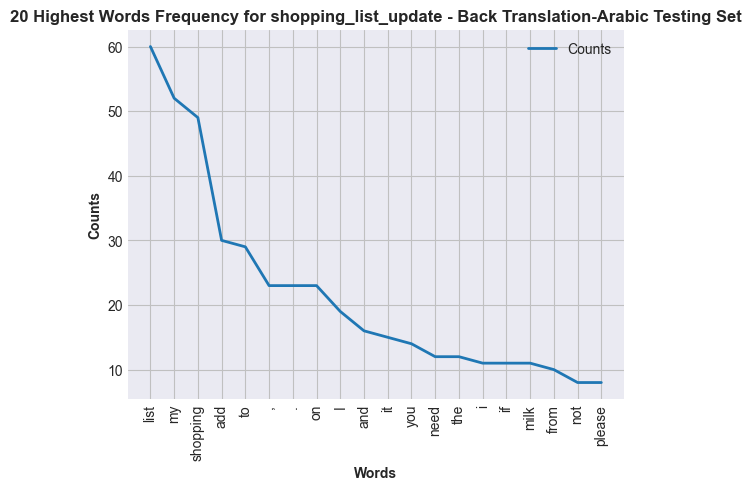 20 Highest Words Frequency for shopping_list_update - Back Translation-Arabic Testing Set
Counts
60
50
40
30
20
10
Counts
list
my
shopping
add
to
,
.
on
I
and
it
you
need
the
i
if
milk
from
not
please
Words